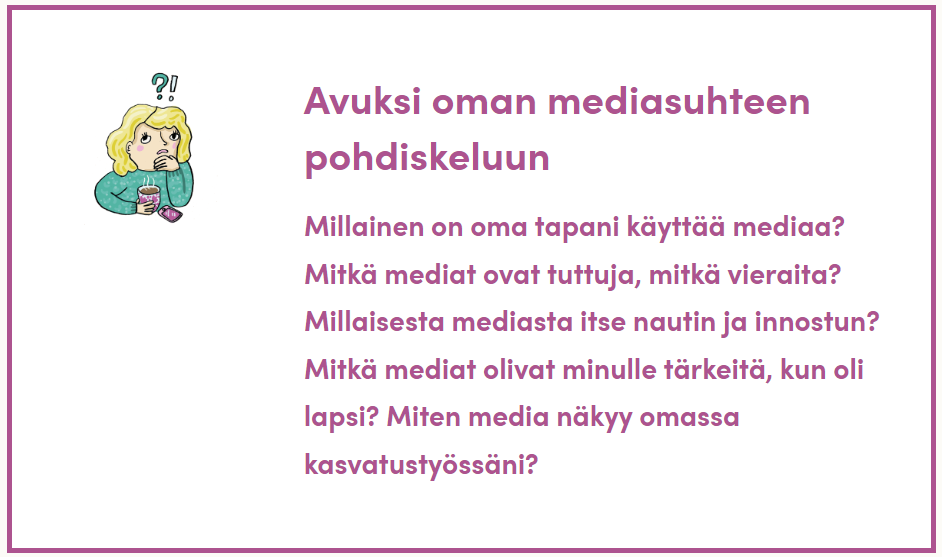 ?!
Avuksi oman mediasuhteen
pohdiskeluun
Millainen on oma tapani käyttää mediaa?
Mitkä mediat ovat tuttuja, mitkä vieraita?
Millaisesta mediasta itse nautin ja innostun?
Mitkä mediat olivat minulle tärkeitä, kun oli
lapsi? Miten media näkyy omassa
kasvatustyössäni?